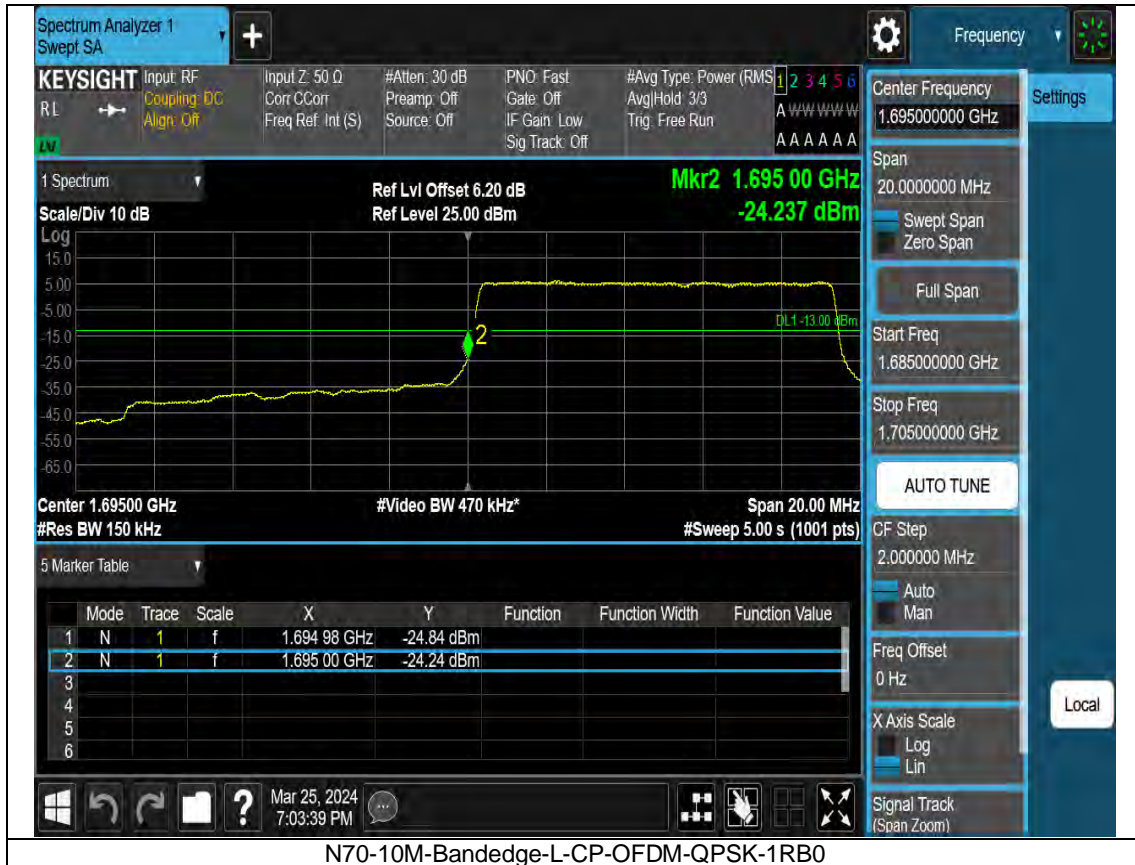 Spectrum Analyzer 1
Swept SA
Frequency
KEYSIGHT
RL
Input: RF
Coupling: DC
Align: Off
Input Z: 50 Ω
Corr CCorr
Freq Ref: Int (S)
#Atten: 30 dB
Preamp: Off
Source: Off
PNO: Fast
Gate: Off
IF Gain: Low
Sig Track: Off
#Avg Type: Power (RMS
Avg|Hold: 3/3
Trig: Free Run
1 2 3 4 5 6
A W W W W W
A A A A A A
1 Spectrum
Scale/Div 10 dB
Ref Lvl Offset 6.20 dB
Ref Level 25.00 dBm
Mkr2 1.695 00 GHz
-24.237 dBm
Log
15.0
5.00
-5.00
-15.0
-25.0
-35.0
-45.0
-55.0
-65.0
2
DL1 -13.00 dBm
Center 1.69500 GHz
#Video BW 470 kHz*
Span 20.00 MHz
#Res BW 150 kHz
#Sweep 5.00 s (1001 pts)
5 Marker Table
Mode Trace Scale X Y Function Function Width Function Value
1 N 1 f 1.694 98 GHz -24.84 dBm
2 N 1 f 1.695 00 GHz -24.24 dBm
3
4
5
6
Mar 25, 2024
7:03:39 PM
Center Frequency
1.695000000 GHz
Settings
Span
20.0000000 MHz
Swept Span
Zero Span
Full Span
Start Freq
1.685000000 GHz
Stop Freq
1.705000000 GHz
AUTO TUNE
CF Step
2.000000 MHz
Auto
Man
Freq Offset
0 Hz
X Axis Scale
Log
Lin
Signal Track
(Span Zoom)
Local
N70-10M-Bandedge-L-CP-OFDM-QPSK-1RB0